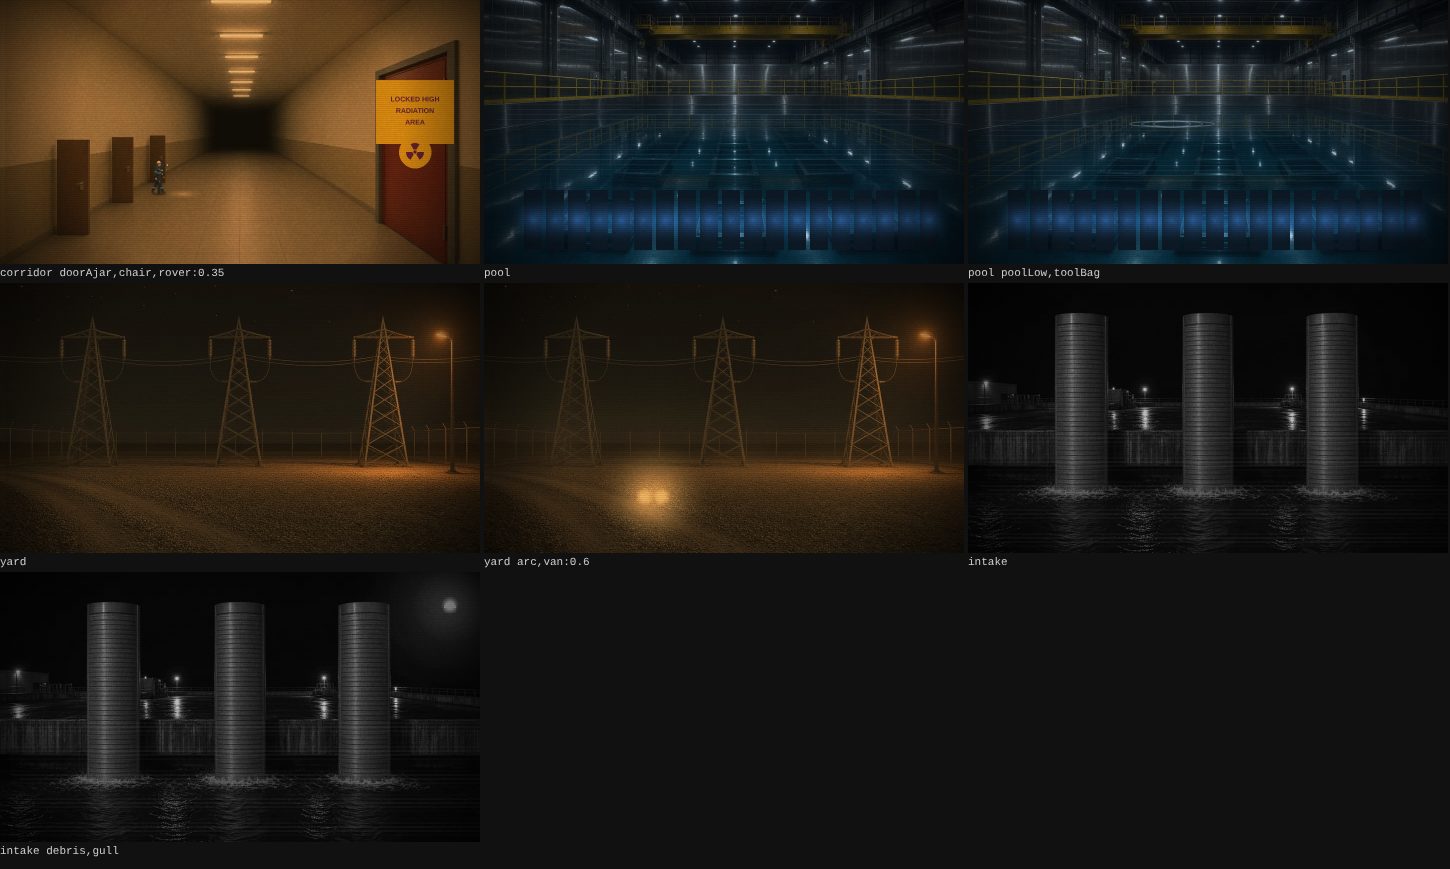 LOCKED HIGH
RADIATION
AREA
corridor doorAjar,chair,rover:0.35
pool
pool poolLow,toolBag
yard
yard arc,van:0.6
intake
intake debris,gull